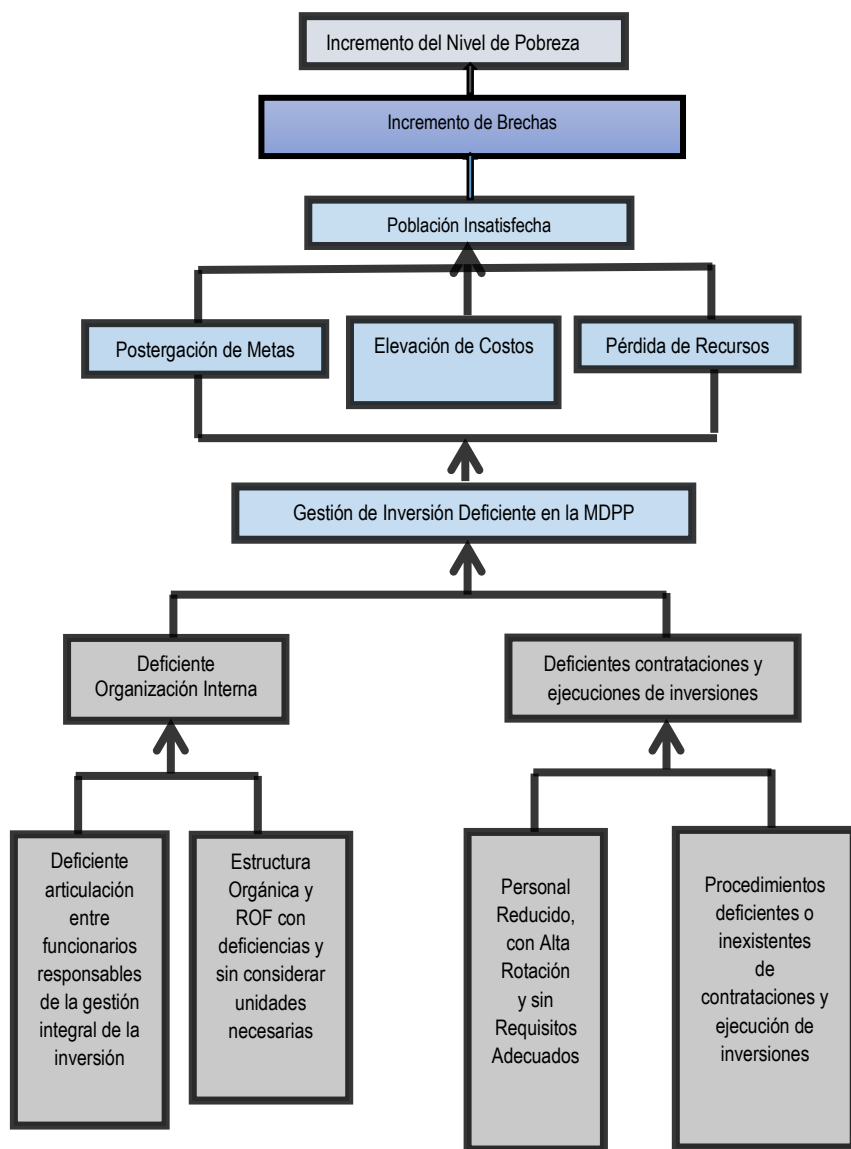 Incremento del Nivel de Pobreza
Incremento de Brechas
Población Insatisfecha
Postergación de Metas
Elevación de Costos
Pérdida de Recursos
Gestión de Inversión Deficiente en la MDPP
Deficiente
Organización Interna
Deficientes contrataciones y
ejecuciones de inversiones
Deficiente
articulación
entre
funcionarios
responsables
de la gestión
integral de la
inversión
Estructura
Orgánica y
ROF con
deficiencias y
sin considerar
unidades
necesarias
Personal
Reducido,
con Alta
Rotación
y sin
Requisitos
Adecuados
Procedimientos
deficientes o
inexistentes
de
contrataciones y
ejecución de
inversiones